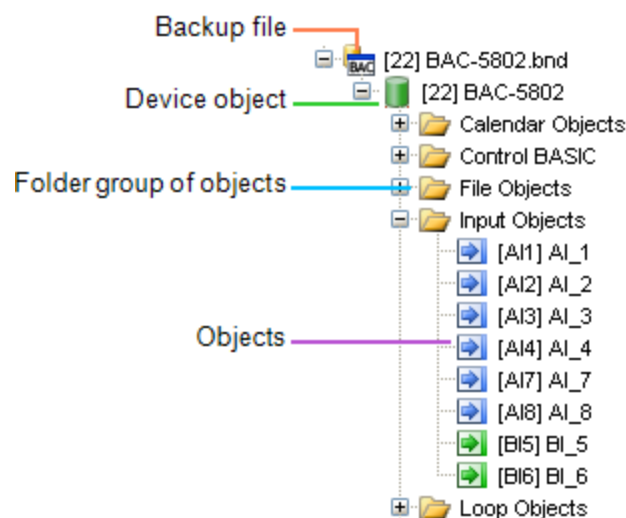 Backup file
BAC
[22] BAC-5802.bnd
Device object
[22] BAC-5802
Calendar Objects
Control BASIC
Folder group of objects
File Objects
Input Objects
[AI1] AI_1
[AI2] AI_2
[AI3] AI_3
Objects
[AI4] AI_4
[AI7] AI_7
[AI8] AI_8
[BI5] BI_5
[BI6] BI_6
Loop Objects